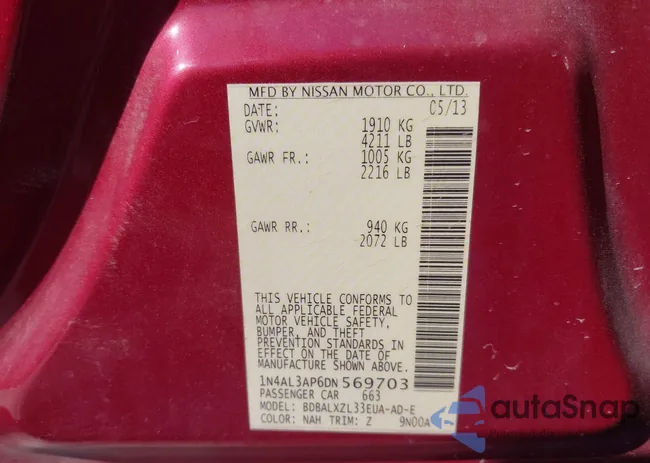 MFD BY NISSAN MOTOR CO., LTD.
DATE: 05/13
GVWR: 1910 KG
4211 LB
GAWR FR.: 1005 KG
2216 LB
GAWR RR.: 940 KG
2072 LB
THIS VEHICLE CONFORMS TO
ALL APPLICABLE FEDERAL
MOTOR VEHICLE SAFETY,
BUMPER, AND THEFT
PREVENTION STANDARDS IN
EFFECT ON THE DATE OF
MANUFACTURE SHOWN ABOVE.
1N4AL3AP6DN569703
PASSENGER CAR 663
MODEL: BDBALXZL33EUA-AD-E
COLOR: NAH TRIM: Z 9N00A
autoSnap